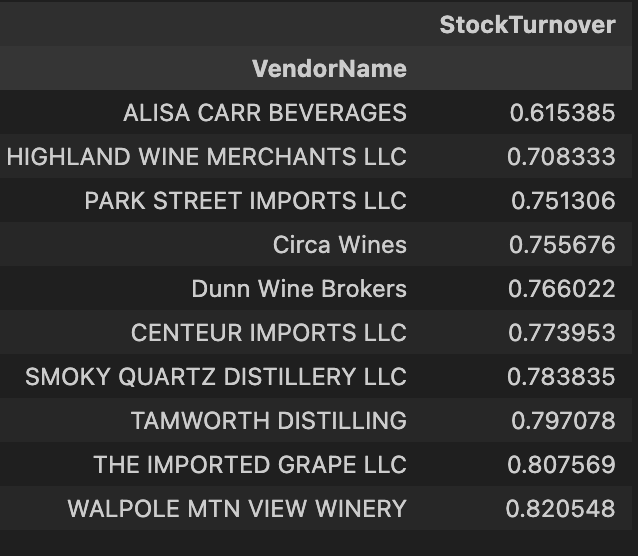 StockTurnover
VendorName
ALISA CARR BEVERAGES 0.615385
HIGHLAND WINE MERCHANTS LLC 0.708333
PARK STREET IMPORTS LLC 0.751306
Circa Wines 0.755676
Dunn Wine Brokers 0.766022
CENTEUR IMPORTS LLC 0.773953
SMOKY QUARTZ DISTILLERY LLC 0.783835
TAMWORTH DISTILLING 0.797078
THE IMPORTED GRAPE LLC 0.807569
WALPOLE MTN VIEW WINERY 0.820548